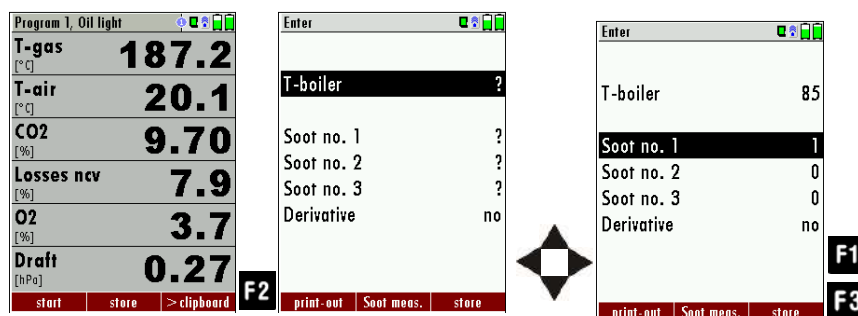 Program 1, Oil light
T-gas
[°C]
187.2
T-air
[°C]
20.1
CO2
[%]
9.70
Losses ncv
[%]
7.9
O2
[%]
3.7
Draft
[hPa]
0.27
start store > clipboard
F2
Enter
T-boiler ?
Soot no. 1 ?
Soot no. 2 ?
Soot no. 3 ?
Derivative no
print-out Soot meas. store
Enter
T-boiler 85
Soot no. 1 1
Soot no. 2 0
Soot no. 3 0
Derivative no
print-out Soot meas. store
F1
F3